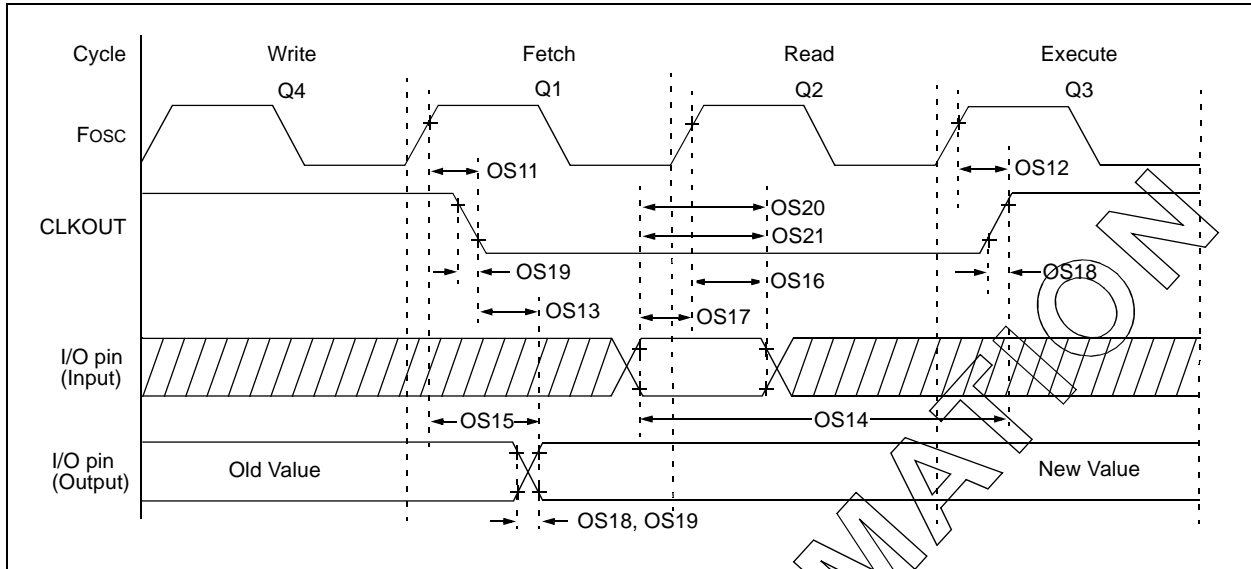 Cycle Write Fetch Read Execute
Q4 Q1 Q2 Q3
FOSC
OS11 OS12
CLKOUT
OS20
OS21
OS19 OS16 OS18
OS13 OS17
I/O pin
(Input)
OS15 OS14
I/O pin
(Output)
Old Value New Value
OS18, OS19
MATION